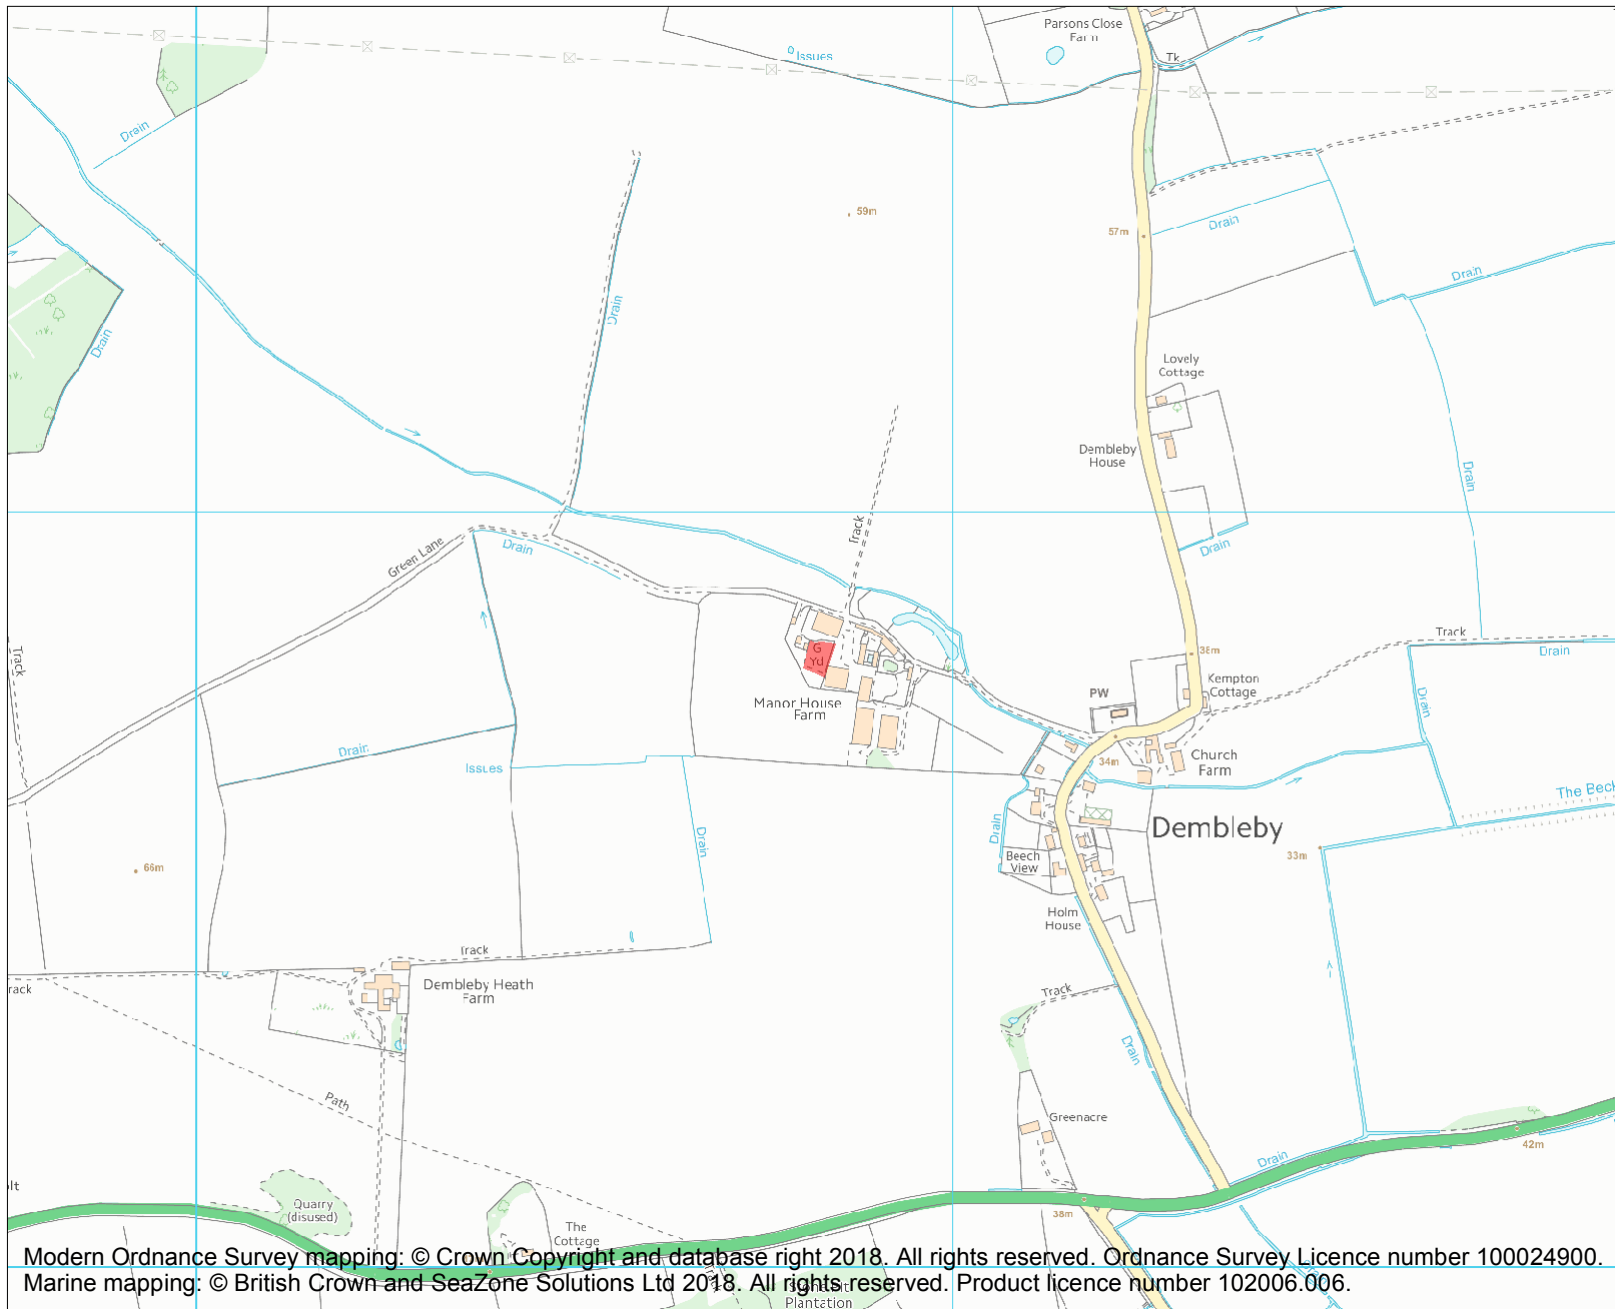 Parsons Close
Farm
Issues
Tk
Drain
59m
57m
Drain
Drain
Drain
Drain
Lovely
Cottage
Dembleby
House
Drain
Track
Green Lane
Drain
Drain
G
Yd
Manor House
Farm
38m
Track
Drain
Kempton
Cottage
PW
Track
Drain
Drain
Issues
34m
Church
Farm
The Beck
Dembleby
Drain
Drain
Beech
View
33m
66m
Holm
House
Track
Dembleby Heath
Farm
rack
Track
Drain
Path
Greenacre
42m
Drain
Quarry
(disused)
38m
The
Cottage
Modern Ordnance Survey mapping: © Crown Copyright and database right 2018. All rights reserved. Ordnance Survey Licence number 100024900.
Marine mapping: © British Crown and SeaZone Solutions Ltd 2018. All rights reserved. Product licence number 102006.006.
Plantation